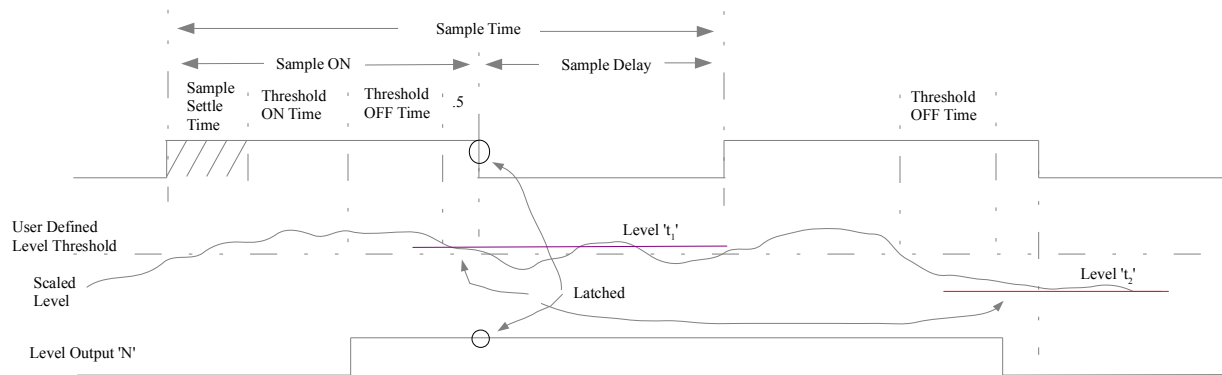 Sample Time
Sample ON
Sample Delay
Sample
Settle
Time
Threshold
ON Time
Threshold
OFF Time
.5
Threshold
OFF Time
User Defined
Level Threshold
Level 't1'
Scaled
Level
Level 't2'
Latched
Level Output 'N'